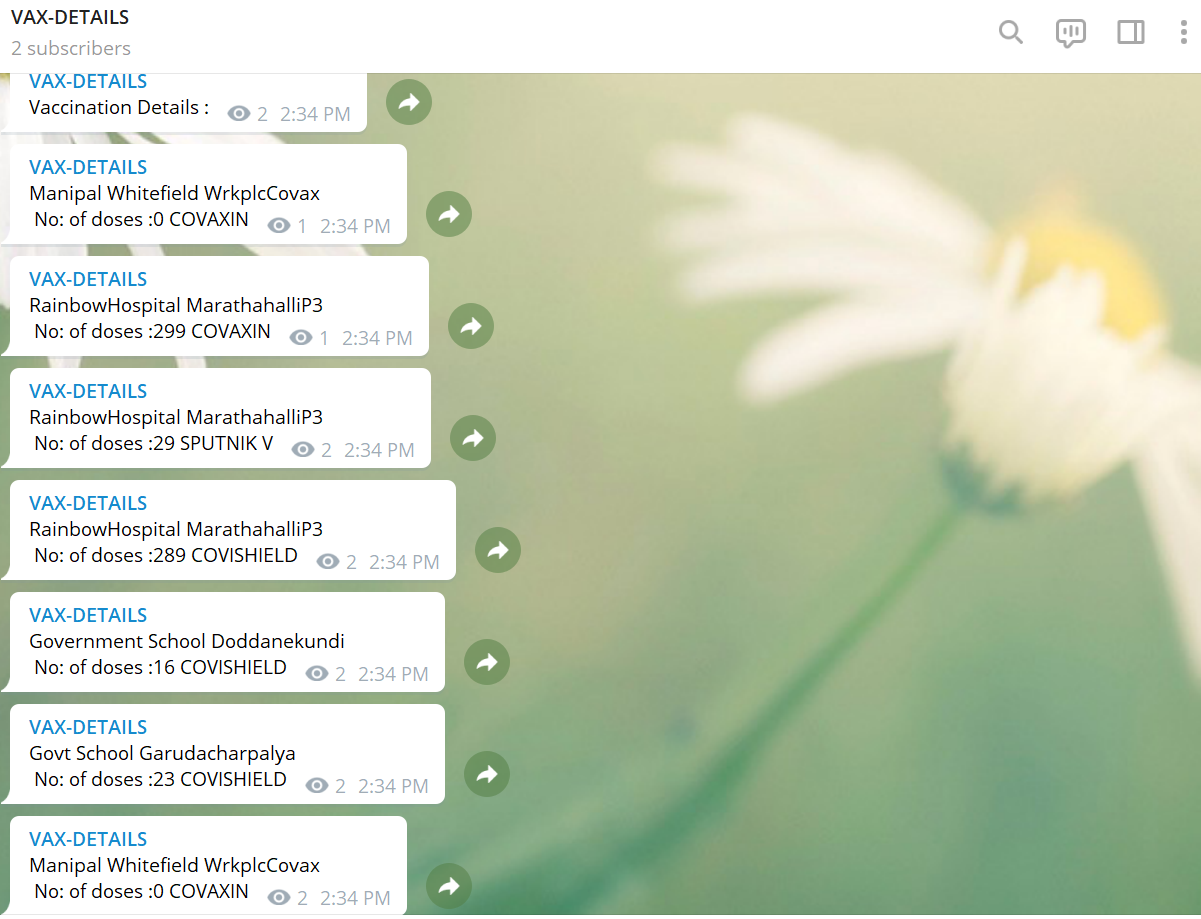 VAX-DETAILS
2 subscribers
VAX-DETAILS
Vaccination Details : 2 2:34 PM
VAX-DETAILS
Manipal Whitefield WrkplcCovax
No: of doses :0 COVAXIN 1 2:34 PM
VAX-DETAILS
RainbowHospital MarathahalliP3
No: of doses :299 COVAXIN 1 2:34 PM
VAX-DETAILS
RainbowHospital MarathahalliP3
No: of doses :29 SPUTNIK V 2 2:34 PM
VAX-DETAILS
RainbowHospital MarathahalliP3
No: of doses :289 COVISHIELD 2 2:34 PM
VAX-DETAILS
Government School Doddanekundi
No: of doses :16 COVISHIELD 2 2:34 PM
VAX-DETAILS
Govt School Garudacharpalya
No: of doses :23 COVISHIELD 2 2:34 PM
VAX-DETAILS
Manipal Whitefield WrkplcCovax
No: of doses :0 COVAXIN 2 2:34 PM